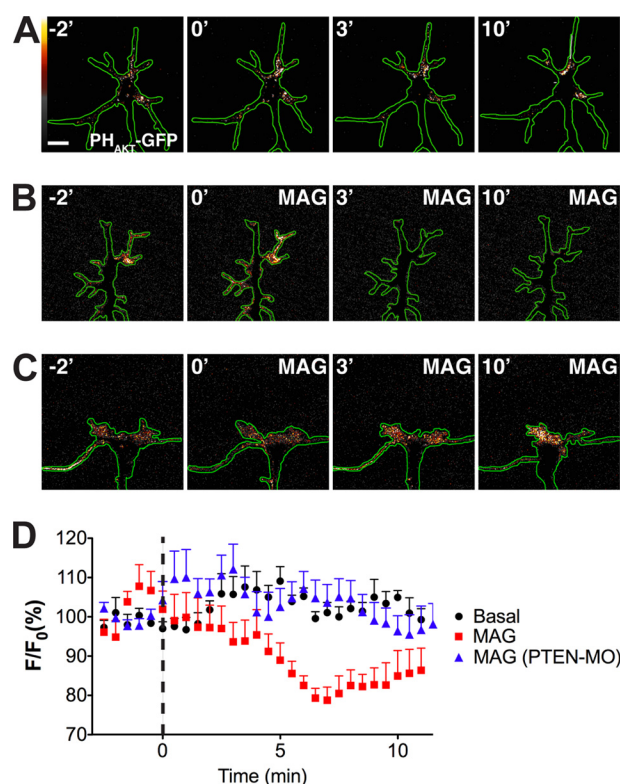 A
-2’
0’
3’
10’
PHAKT-GFP
B
-2’
0’ MAG
3’ MAG
10’ MAG
C
-2’
0’ MAG
3’ MAG
10’ MAG
D
120
110
100
90
80
70
F/F0(%)
0
5
10
Time (min)
Basal
MAG
MAG (PTEN-MO)